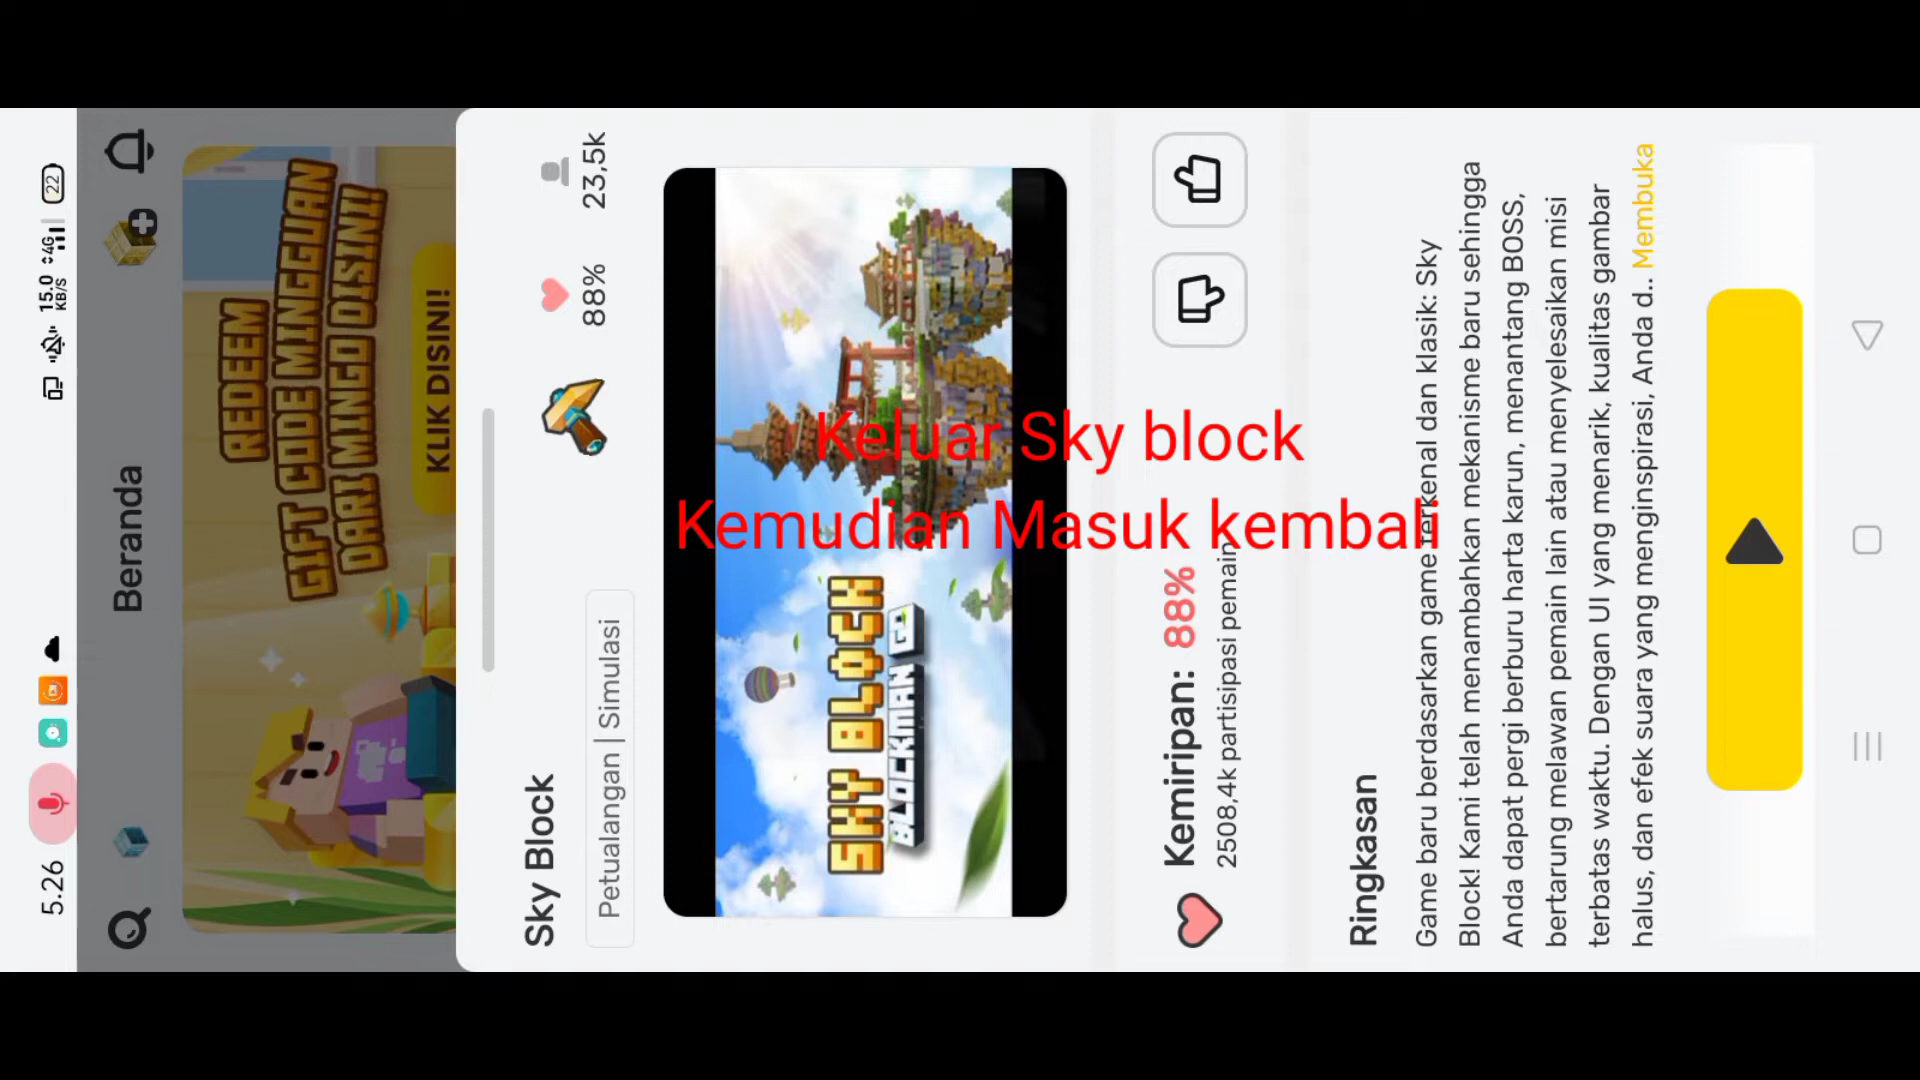 5.26
15.0
KB/S
4G
22
Beranda
REDEEM
GIFT CODE MINGGUAN
DARI MINGO DISINI!
KLIK DISINI!
Sky Block
88%
23,5k
Petualangan | Simulasi
SKY BLOCK
BLOCKMAN GO
Keluar Sky block
Kemudian Masuk kembali
Kemiripan: 88%
2508,4k partisipasi pemain
Ringkasan
Game baru berdasarkan game terkenal dan klasik: Sky
Block! Kami telah menambahkan mekanisme baru sehingga
Anda dapat pergi berburu harta karun, menantang BOSS,
bertarung melawan pemain lain atau menyelesaikan misi
terbatas waktu. Dengan UI yang menarik, kualitas gambar
halus, dan efek suara yang menginspirasi, Anda d.. Membuka